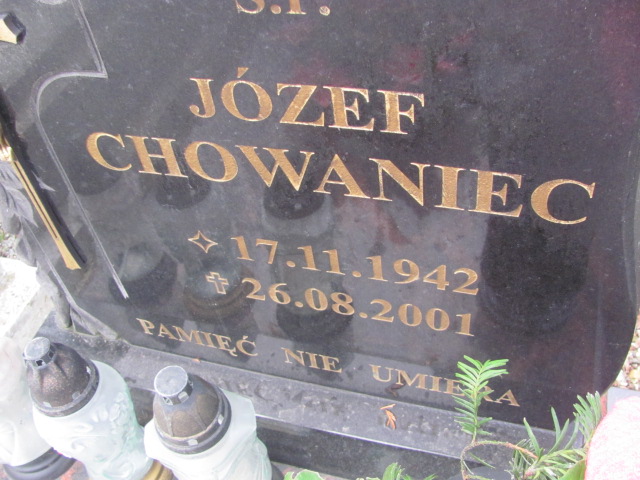 Ś.P.
JÓZEF
CHOWANIEC
17.11.1942
26.08.2001
PAMIĘĆ NIE UMIERA